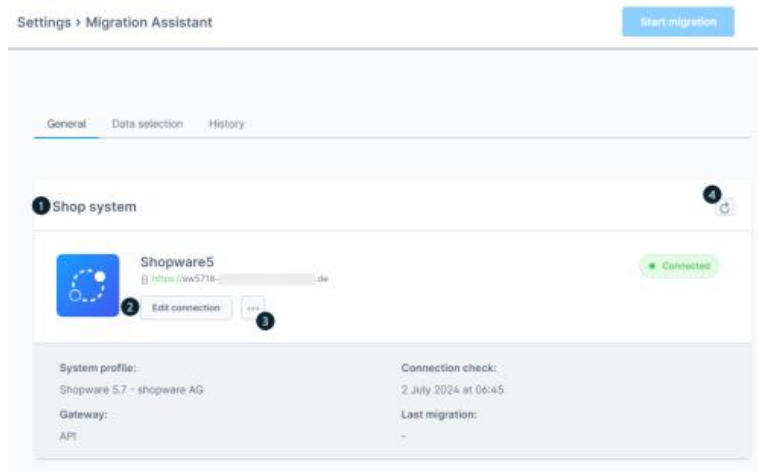 Settings > Migration Assistant
Start migration
General Data selection History
1 Shop system
4
Shopware5
https://sw5718- .de
Connected
2 Edit connection ...
3
System profile:
Connection check:
Shopware 5.7 - shopware AG
2 July 2024 at 06:45
Gateway:
Last migration:
API
-